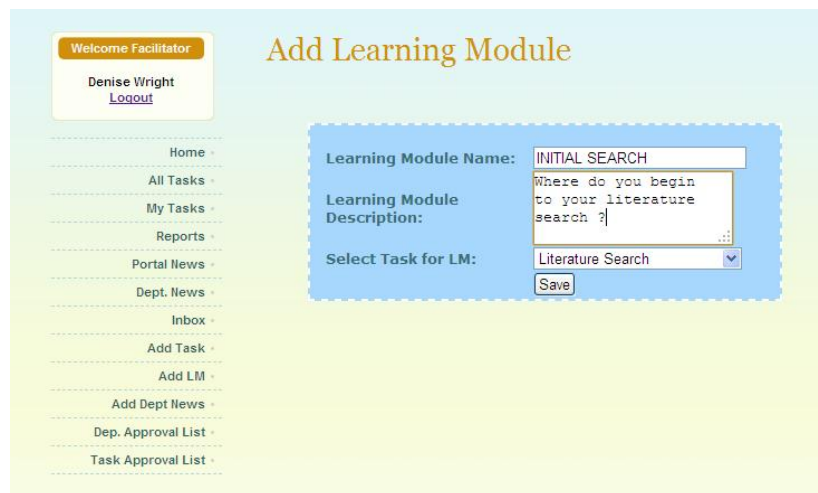 Welcome Facilitator
Denise Wright
Logout
Home
All Tasks
My Tasks
Reports
Portal News
Dept. News
Inbox
Add Task
Add LM
Add Dept News
Dep. Approval List
Task Approval List
Add Learning Module
Learning Module Name: INITIAL SEARCH
Learning Module
Description:
Where do you begin
to your literature
search ?
Select Task for LM: Literature Search
Save